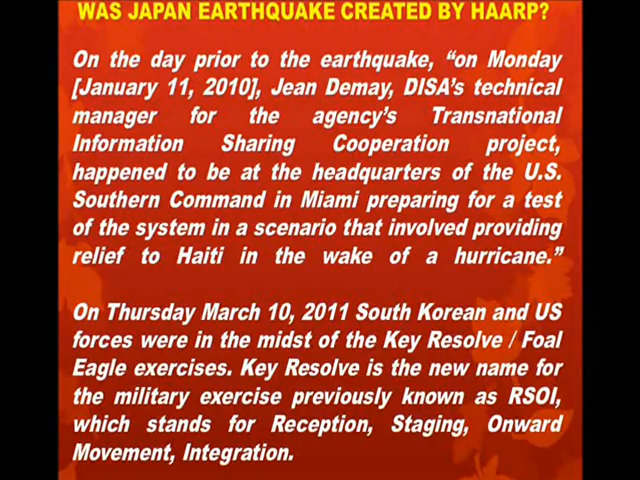 WAS JAPAN EARTHQUAKE CREATED BY HAARP?
On the day prior to the earthquake, “on Monday
[January 11, 2010], Jean Demay, DISA’s technical
manager for the agency’s Transnational
Information Sharing Cooperation project,
happened to be at the headquarters of the U.S.
Southern Command in Miami preparing for a test
of the system in a scenario that involved providing
relief to Haiti in the wake of a hurricane.”
On Thursday March 10, 2011 South Korean and US
forces were in the midst of the Key Resolve / Foal
Eagle exercises. Key Resolve is the new name for
the military exercise previously known as RSOI,
which stands for Reception, Staging, Onward
Movement, Integration.